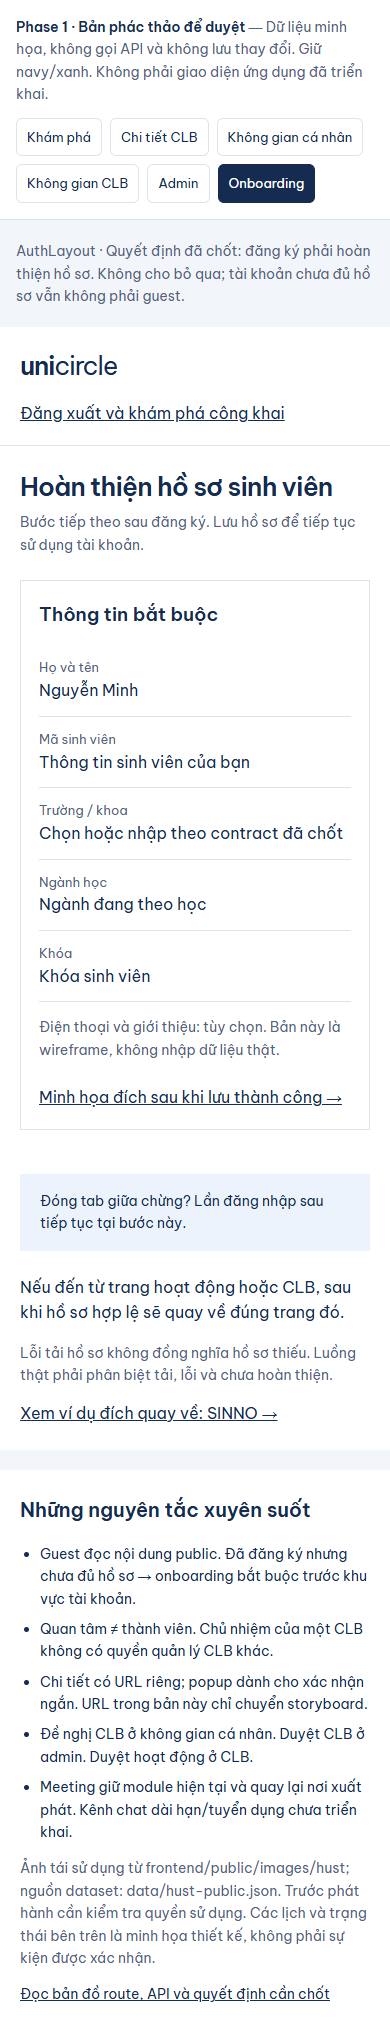 Phase 1 · Bản phác thảo để duyệt — Dữ liệu minh
họa, không gọi API và không lưu thay đổi. Giữ
navy/xanh. Không phải giao diện ứng dụng đã triển
khai.
Khám phá
Chi tiết CLB
Không gian cá nhân
Không gian CLB
Admin
Onboarding
AuthLayout · Quyết định đã chốt: đăng ký phải hoàn
thiện hồ sơ. Không cho bỏ qua; tài khoản chưa đủ hồ
sơ vẫn không phải guest.
unicircle
Đăng xuất và khám phá công khai
Hoàn thiện hồ sơ sinh viên
Bước tiếp theo sau đăng ký. Lưu hồ sơ để tiếp tục
sử dụng tài khoản.
Thông tin bắt buộc
Họ và tên
Nguyễn Minh
Mã sinh viên
Thông tin sinh viên của bạn
Trường / khoa
Chọn hoặc nhập theo contract đã chốt
Ngành học
Ngành đang theo học
Khóa
Khóa sinh viên
Điện thoại và giới thiệu: tùy chọn. Bản này là
wireframe, không nhập dữ liệu thật.
Minh họa đích sau khi lưu thành công →
Đóng tab giữa chừng? Lần đăng nhập sau
tiếp tục tại bước này.
Nếu đến từ trang hoạt động hoặc CLB, sau
khi hồ sơ hợp lệ sẽ quay về đúng trang đó.
Lỗi tải hồ sơ không đồng nghĩa hồ sơ thiếu. Luồng
thật phải phân biệt tải, lỗi và chưa hoàn thiện.
Xem ví dụ đích quay về: SINNO →
Những nguyên tắc xuyên suốt
• Guest đọc nội dung public. Đã đăng ký nhưng
chưa đủ hồ sơ → onboarding bắt buộc trước khu
vực tài khoản.
• Quan tâm ≠ thành viên. Chủ nhiệm của một CLB
không có quyền quản lý CLB khác.
• Chi tiết có URL riêng; popup dành cho xác nhận
ngắn. URL trong bản này chỉ chuyển storyboard.
• Đề nghị CLB ở không gian cá nhân. Duyệt CLB ở
admin. Duyệt hoạt động ở CLB.
• Meeting giữ module hiện tại và quay lại nơi xuất
phát. Kênh chat dài hạn/tuyển dụng chưa triển
khai.
Ảnh tái sử dụng từ frontend/public/images/hust;
nguồn dataset: data/hust-public.json. Trước phát
hành cần kiểm tra quyền sử dụng. Các lịch và trạng
thái bên trên là minh họa thiết kế, không phải sự
kiện được xác nhận.
Đọc bản đồ route, API và quyết định cần chốt